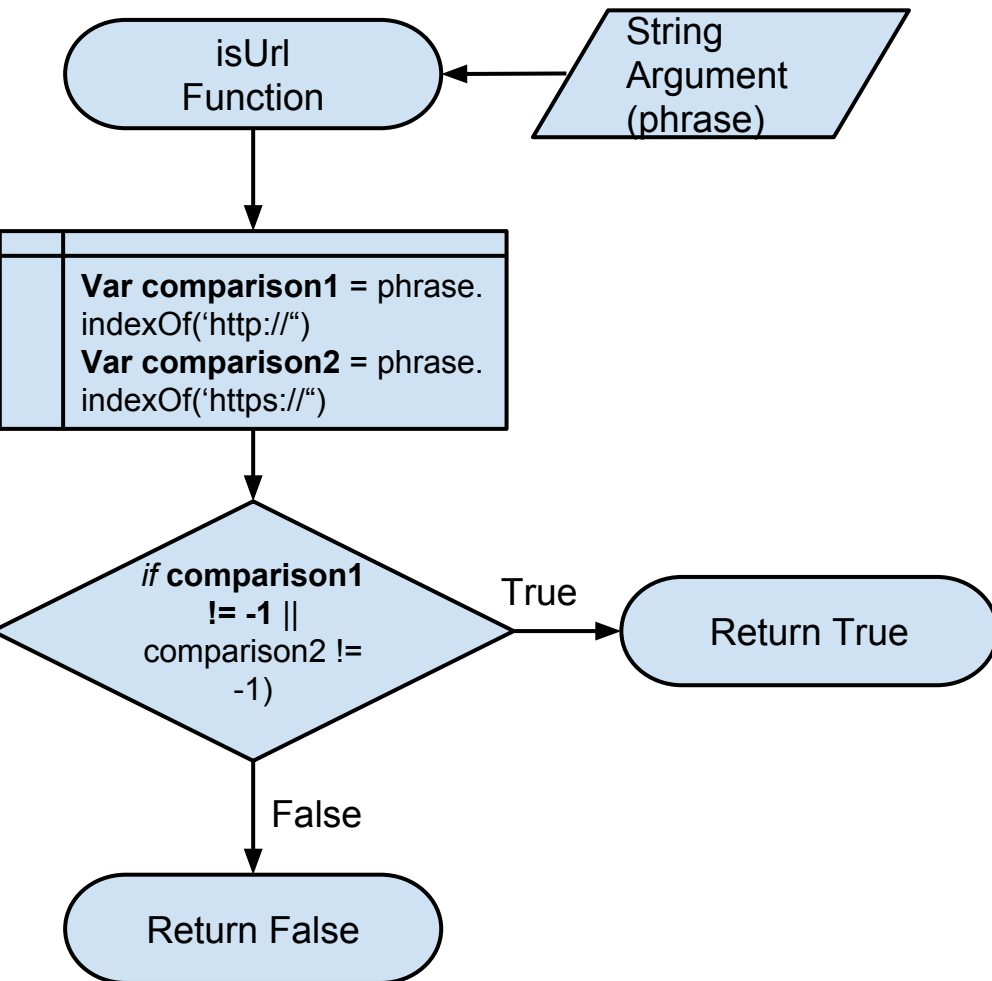 isUrl
Function
String
Argument
(phrase)
Var comparison1 = phrase.
indexOf(‘http://“)
Var comparison2 = phrase.
indexOf(‘https://“)
if comparison1
!= -1 ||
comparison2 !=
-1)
True
Return True
False
Return False